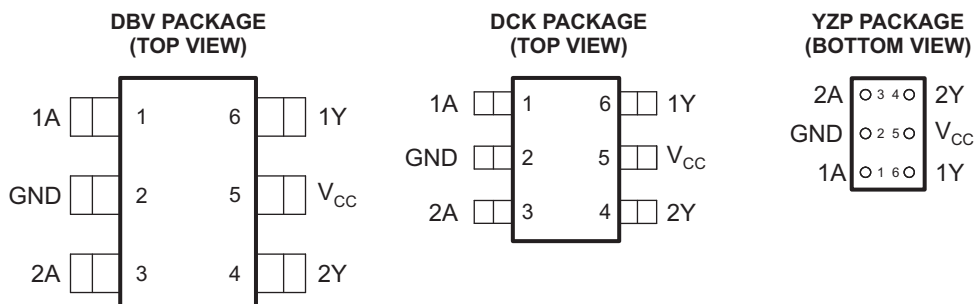 DBV PACKAGE
(TOP VIEW)
1A 1 6 1Y
GND 2 5 VCC
2A 3 4 2Y
DCK PACKAGE
(TOP VIEW)
1A 1 6 1Y
GND 2 5 VCC
2A 3 4 2Y
YZP PACKAGE
(BOTTOM VIEW)
2A 3 4 2Y
GND 2 5 VCC
1A 1 6 1Y